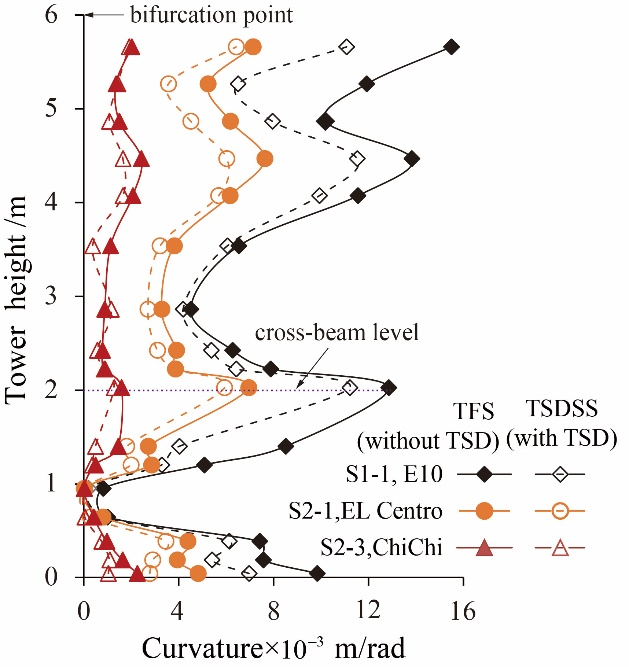 6
bifurcation point
5
4
3
cross-beam level
2
1
0
Tower height /m
TFS TSDSS
(without TSD) (with TSD)
S1-1, E10
S2-1,EL Centro
S2-3,ChiChi
0 4 8 12 16
Curvature×10⁻³ m/rad